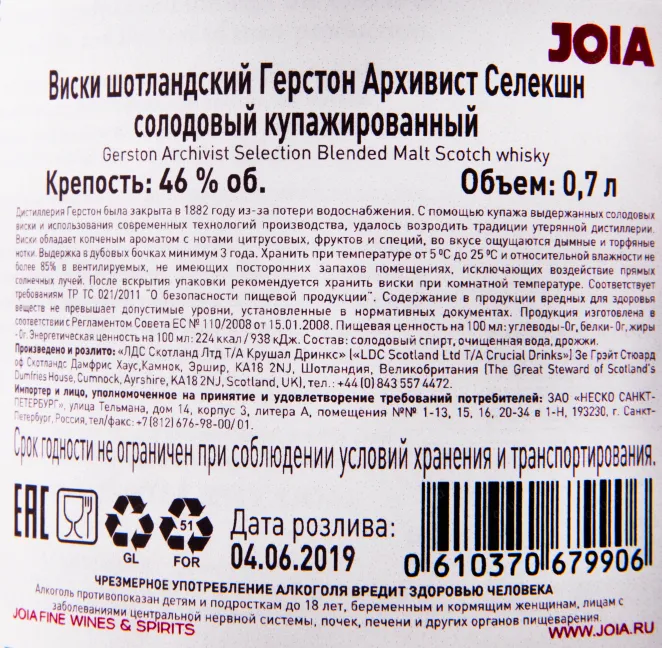 JOIA
Виски шотландский Герстон Архивист Селекшн
солодовый купажированный
Gerston Archivist Selection Blended Malt Scotch whisky
Крепость: 46 % об. Объем: 0,7 л
Дистиллерия Герстон была закрыта в 1882 году из-за потери водоснабжения. С помощью купажа выдержанных солодовых
виски и использования современных технологий производства, удалось возродить традиции утерянной дистиллерии.
Виски обладает копченым ароматом с нотами цитрусовых, фруктов и специй, во вкусе ощущаются дымные и торфяные
нотки. Выдержка в дубовых бочках минимум 3 года. Хранить при температуре от 5 ºС до 25 ºС и относительной влажности не
более 85% в вентилируемых, не имеющих посторонних запахов помещениях, исключающих воздействие прямых
солнечных лучей. После вскрытия упаковки рекомендуется хранить виски при комнатной температуре. Соответствует
требованиям ТР ТС 021/2011 "О безопасности пищевой продукции". Содержание в продукции вредных для здоровья
веществ не превышает допустимые уровни, установленные в нормативных документах. Продукция изготовлена в
соответствии с Регламентом Совета ЕС № 110/2008 от 15.01.2008. Пищевая ценность на 100 мл: углеводы-0г, белки-0г, жиры
-0г. Энергетическая ценность на 100 мл: 224 ккал / 938 кДж. Состав: солодовый спирт, очищенная вода, дрожжи.
Произведено и розлито: «ЛДС Скотланд Лтд Т/А Крушал Дринкс» («LDC Scotland Ltd T/A Crucial Drinks») Зе Грэйт Стюард
оф Скотландс Дамфрис Хаус, Камнок, Эршир, КА18 2NJ, Шотландия, Великобритания (The Great Steward of Scotland's
Dumfries House, Cumnock, Ayrshire, KA18 2NJ, Scotland, UK), тел.: +44 (0) 843 557 4472.
Импортер и лицо, уполномоченное на принятие и удовлетворение требований потребителей: ЗАО «НЕСКО САНКТ-
ПЕТЕРБУРГ», улица Тельмана, дом 14, корпус 3, литера А, помещения №№ 1-13, 15, 16, 20-34 в 1-Н, 193230, г. Санкт-
Петербург, Россия, тел/факс: +7 (812) 676-98-00/ 01.
Срок годности не ограничен при соблюдении условий хранения и транспортирования.
ЕАС
GL
51
FOR
Дата розлива:
04.06.2019
0 610370 679906
ЧРЕЗМЕРНОЕ УПОТРЕБЛЕНИЕ АЛКОГОЛЯ ВРЕДИТ ЗДОРОВЬЮ ЧЕЛОВЕКА
Алкоголь противопоказан детям и подросткам до 18 лет, беременным и кормящим женщинам, лицам с
заболеваниями центральной нервной системы, почек, печени и других органов пищеварения.
JOIA FINE WINES & SPIRITS
WWW.JOIA.RU